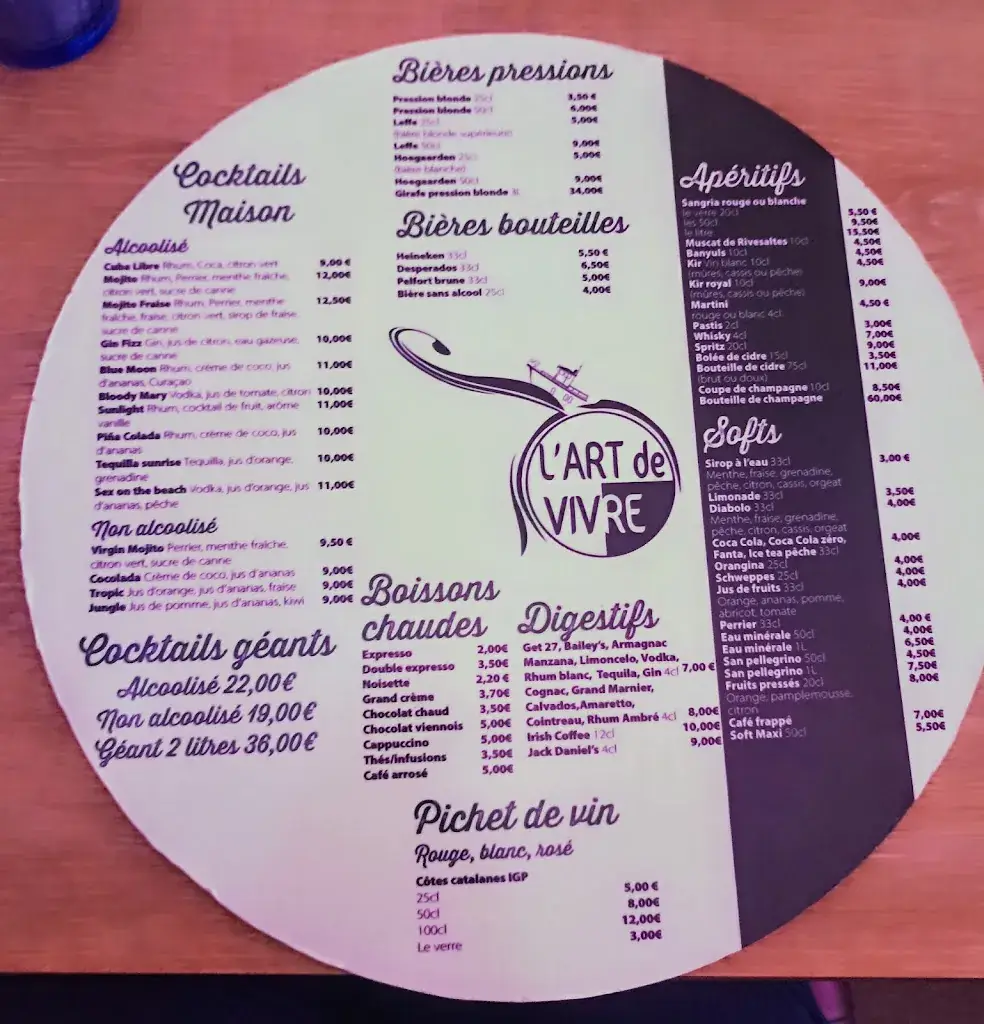 Bières pressions
Pression blonde 25cl 3,50 €
Pression blonde 50cl 6,00€
Leffe 25cl 5,00€
(bière blonde supérieure)
Leffe 50cl 9,00€
Hoegaarden 25cl 5,00€
(bière blanche)
Hoegaarden 50cl 9,00€
Girafe pression blonde 3L 34,00€
Bières bouteilles
Heineken 33cl 5,50 €
Desperados 33cl 6,50€
Pelfort brune 33cl 5,00€
Bière sans alcool 25cl 4,00€
Cocktails
Maison
Alcoolisé
Cuba Libre Rhum, Coca, citron vert 9,00 €
Mojito Rhum, Perrier, menthe fraîche, 12,00€
citron vert, sucre de canne
Mojito Fraise Rhum, Perrier, menthe 12,50€
fraîche, fraise, citron vert, sirop de fraise,
sucre de canne
Gin Fizz Gin, jus de citron, eau gazeuse, 10,00€
sucre de canne
Blue Moon Rhum, crème de coco, jus 11,00€
d'ananas, Curaçao
Bloody Mary Vodka, jus de tomate, citron 10,00€
Sunlight Rhum, cocktail de fruit, arôme 11,00€
vanille
Piña Colada Rhum, crème de coco, jus 10,00€
d'ananas
Tequilla sunrise Tequilla, jus d'orange, 10,00€
grenadine
Sex on the beach Vodka, jus d'orange, jus 11,00€
d'ananas, pêche
Non alcoolisé
Virgin Mojito Perrier, menthe fraîche, 9,50 €
citron vert, sucre de canne
Cocolada Crème de coco, jus d'ananas 9,00€
Tropic Jus d'orange, jus d'ananas, fraise 9,00€
Jungle Jus de pomme, jus d'ananas, kiwi 9,00€
Cocktails géants
Alcoolisé 22,00€
Non alcoolisé 19,00€
Géant 2 litres 36,00€
L'ART de
VIVRE
Boissons
chaudes
Expresso 2,00€
Double expresso 3,50€
Noisette 2,20 €
Grand crème 3,70€
Chocolat chaud 3,50€
Chocolat viennois 5,00€
Cappuccino 5,00€
Thés/infusions 3,50€
Café arrosé 5,00€
Digestifs
Get 27, Bailey's, Armagnac
Manzana, Limoncelo, Vodka,
Rhum blanc, Tequila, Gin 4cl 7,00 €
Cognac, Grand Marnier,
Calvados,Amaretto,
Cointreau, Rhum Ambré 4cl 8,00€
Irish Coffee 12cl 10,00€
Jack Daniel's 4cl 9,00€
Pichet de vin
Rouge, blanc, rosé
Côtes catalanes IGP
25cl 5,00 €
50cl 8,00€
100cl 12,00€
Le verre 3,00€
Apéritifs
Sangria rouge ou blanche
le verre 20cl 5,50 €
les 50cl 9,50€
le litre 15,50€
Muscat de Rivesaltes 10cl 4,50€
Banyuls 10cl 4,50€
Kir Vin blanc 10cl 4,50€
(mûres, cassis ou pêche)
Kir royal 10cl 9,00€
(mûres, cassis ou pêche)
Martini 4,50 €
rouge ou blanc 4cl
Pastis 2cl 3,00€
Whisky 4cl 7,00€
Spritz 20cl 9,00€
Bolée de cidre 15cl 3,50€
Bouteille de cidre 75cl 11,00€
(brut ou doux)
Coupe de champagne 10cl 8,50€
Bouteille de champagne 60,00€
Softs
Sirop à l'eau 33cl 3,00 €
Menthe, fraise, grenadine,
pêche, citron, cassis, orgeat
Limonade 33cl 3,50€
Diabolo 33cl 4,00€
Menthe, fraise, grenadine,
pêche, citron, cassis, orgeat
Coca Cola, Coca Cola zéro, 4,00€
Fanta, Ice tea pêche 33cl
Orangina 25cl 4,00€
Schweppes 25cl 4,00€
Jus de fruits 33cl 4,00€
Orange, ananas, pomme,
abricot, tomate
Perrier 33cl 4,00 €
Eau minérale 50cl 4,00€
Eau minérale 1L 6,50€
San pellegrino 50cl 4,50€
San pellegrino 1L 7,50€
Fruits pressés 20cl 8,00€
Orange, pamplemousse,
citron
Café frappé 7,00€
Soft Maxi 50cl 5,50€